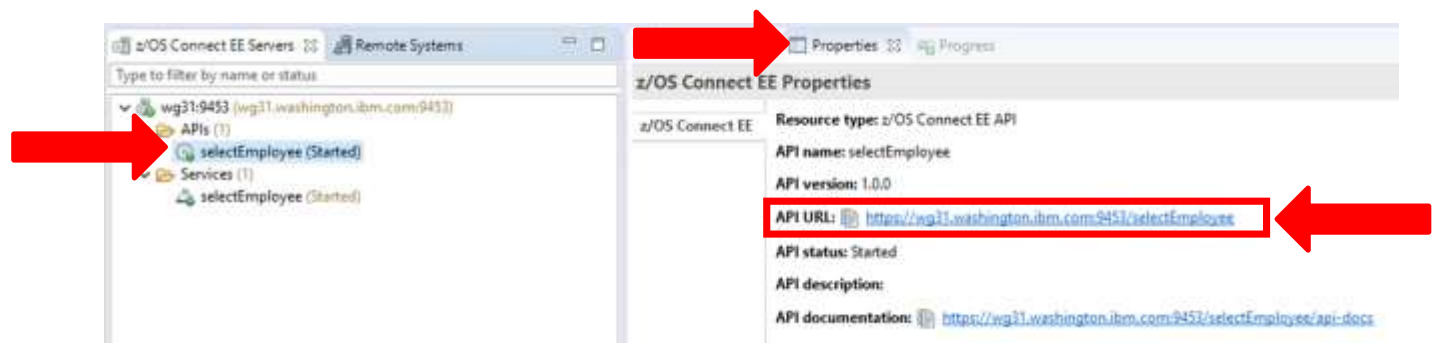 z/OS Connect EE Servers
Remote Systems
Type to filter by name or status
wg31:9453 (wg31.washington.ibm.com:9453)
APIs (1)
selectEmployee (Started)
Services (1)
selectEmployee (Started)
Properties
Progress
z/OS Connect EE Properties
z/OS Connect EE
Resource type: z/OS Connect EE API
API name: selectEmployee
API version: 1.0.0
API URL: https://wg31.washington.ibm.com:9453/selectEmployee
API status: Started
API description:
API documentation: https://wg31.washington.ibm.com:9453/selectEmployee/api-docs